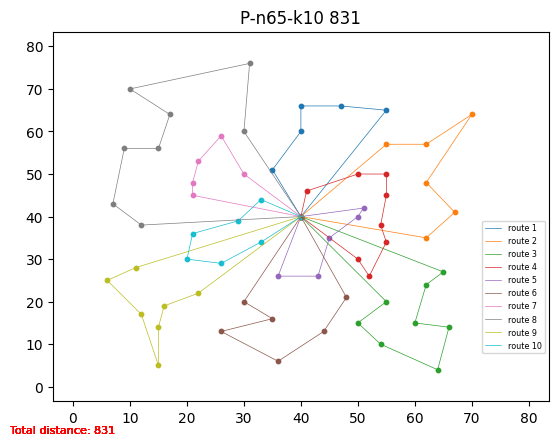 P-n65-k10 831
80
70
60
50
40
30
20
10
0
0 10 20 30 40 50 60 70 80
route 1
route 2
route 3
route 4
route 5
route 6
route 7
route 8
route 9
route 10
Total distance: 831